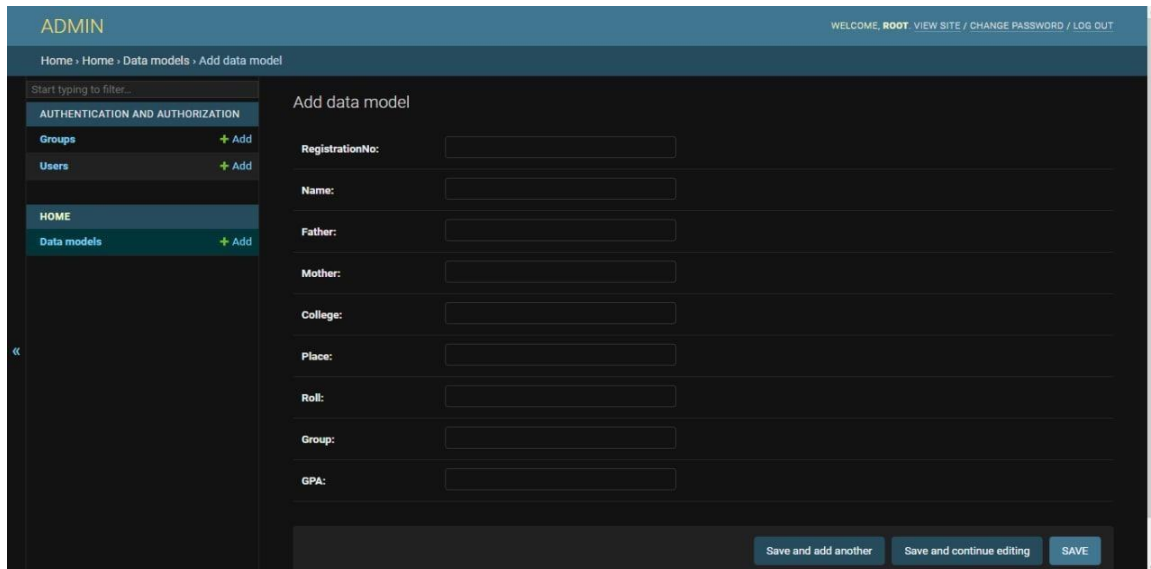 ADMIN
WELCOME, ROOT. VIEW SITE / CHANGE PASSWORD / LOG OUT
Home › Home › Data models › Add data model
Start typing to filter...
AUTHENTICATION AND AUTHORIZATION
Groups + Add
Users + Add
HOME
Data models + Add
«
Add data model
RegistrationNo:
Name:
Father:
Mother:
College:
Place:
Roll:
Group:
GPA:
Save and add another
Save and continue editing
SAVE